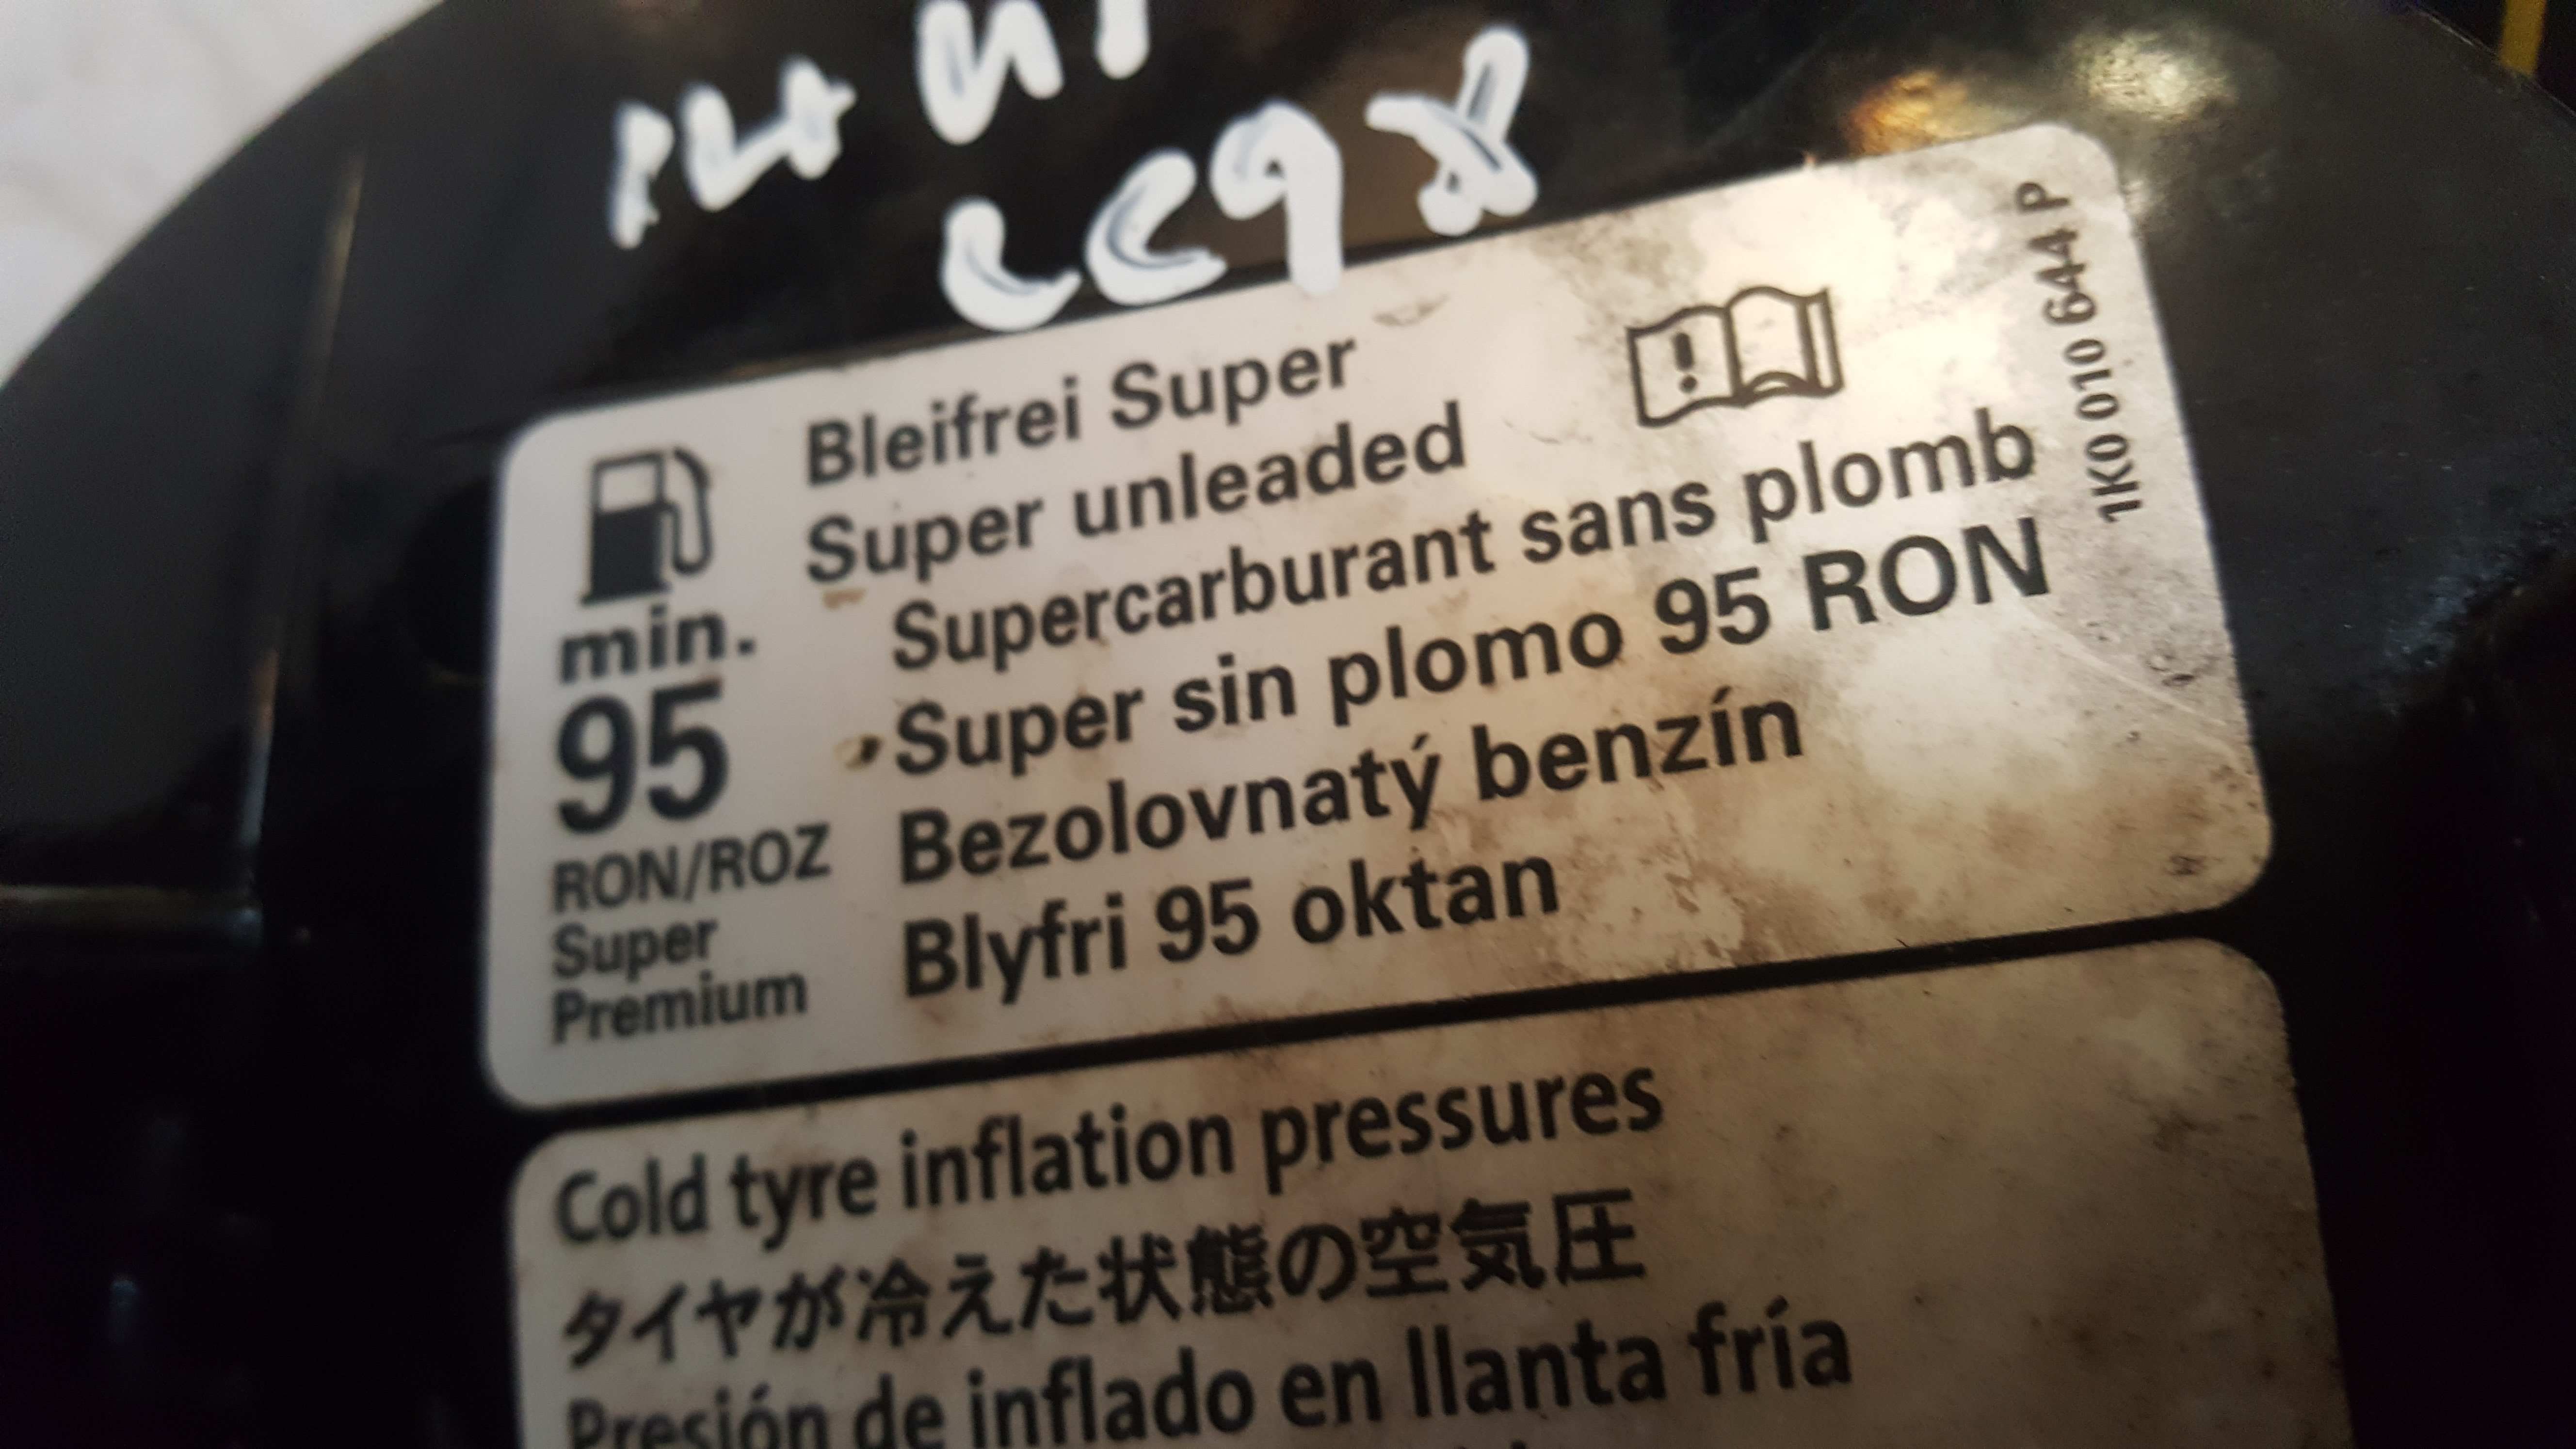 LC9X
Bleifrei Super
Super unleaded
Supercarburant sans plomb
Super sin plomo 95 RON
Bezolovnatý benzín
Blyfri 95 oktan
min.
95
RON/ROZ
Super
Premium
1K0 010 644 P
Cold tyre inflation pressures
タイヤが冷えた状態の空気圧
Presión de inflado en llanta fría